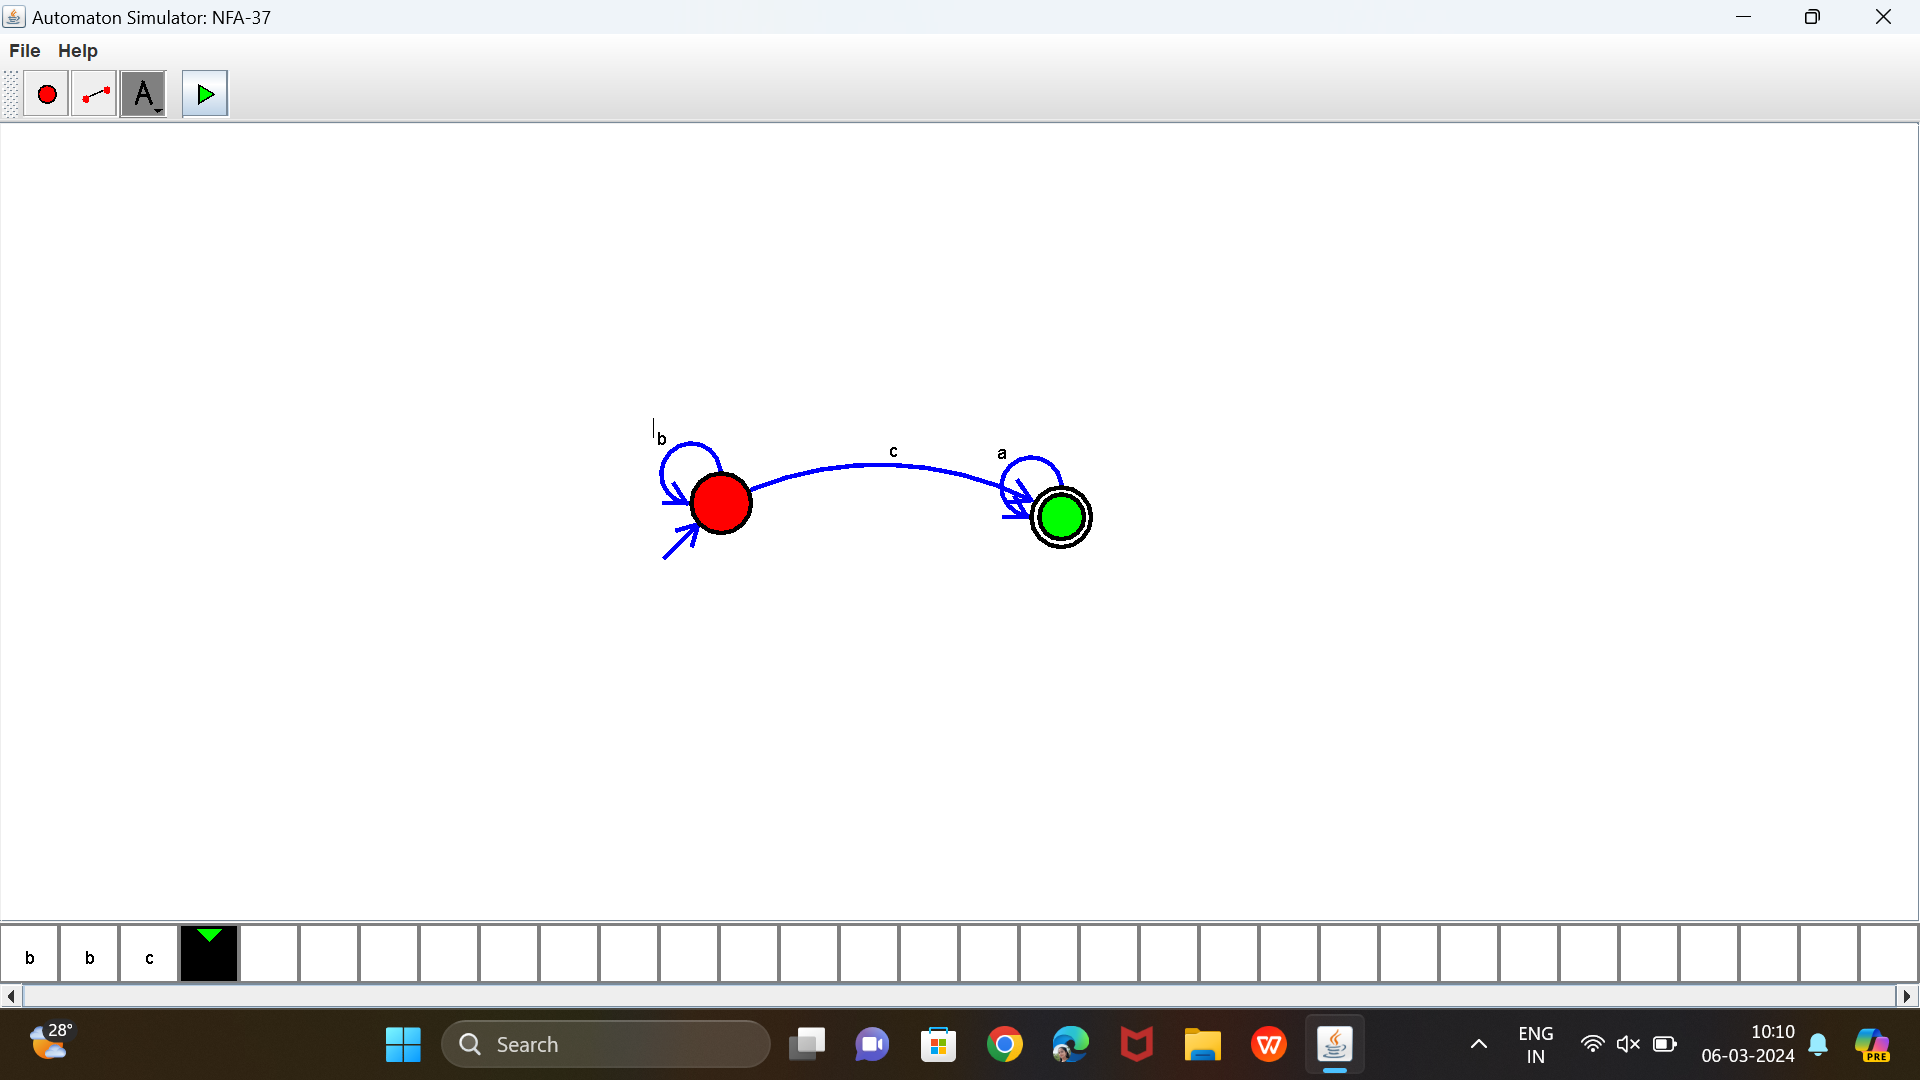 Automaton Simulator: NFA-37
File Help
A
b
c
a
b b c
28°
Search
ENG
IN
10:10
06-03-2024
W
PRE